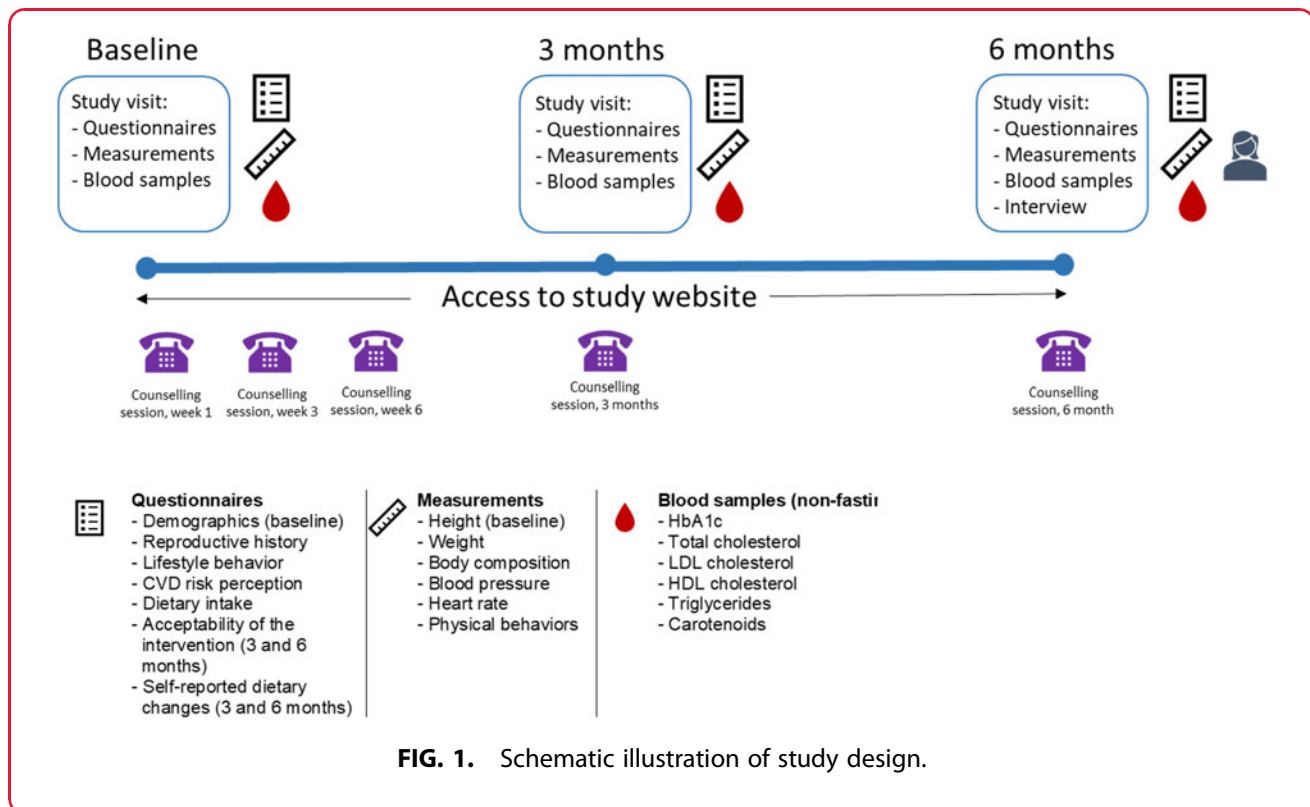 Baseline
Study visit:
- Questionnaires
- Measurements
- Blood samples
3 months
Study visit:
- Questionnaires
- Measurements
- Blood samples
6 months
Study visit:
- Questionnaires
- Measurements
- Blood samples
- Interview
Access to study website
Counselling
session, week 1
Counselling
session, week 3
Counselling
session, week 6
Counselling
session, 3 months
Counselling
session, 6 month
Questionnaires
- Demographics (baseline)
- Reproductive history
- Lifestyle behavior
- CVD risk perception
- Dietary intake
- Acceptability of the
intervention (3 and 6
months)
- Self-reported dietary
changes (3 and 6 months)
Measurements
- Height (baseline)
- Weight
- Body composition
- Blood pressure
- Heart rate
- Physical behaviors
Blood samples (non-fastin
- HbA1c
- Total cholesterol
- LDL cholesterol
- HDL cholesterol
- Triglycerides
- Carotenoids
FIG. 1. Schematic illustration of study design.